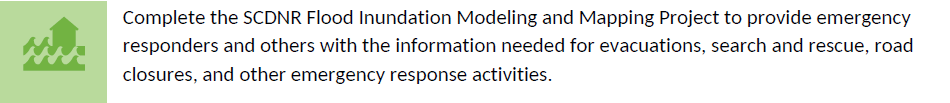 Complete the SCDNR Flood Inundation Modeling and Mapping Project to provide emergency
responders and others with the information needed for evacuations, search and rescue, road
closures, and other emergency response activities.